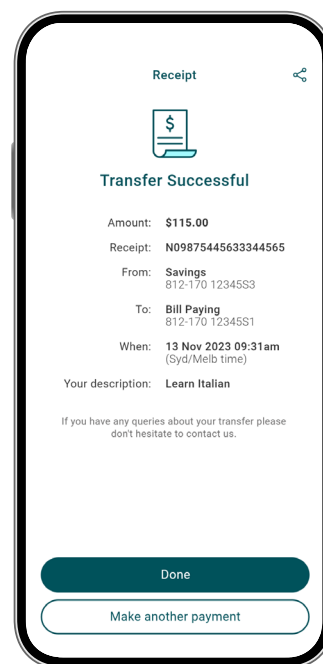 Receipt
$
Transfer Successful
Amount: $115.00
Receipt: N09875445633344565
From: Savings
812-170 12345S3
To: Bill Paying
812-170 12345S1
When: 13 Nov 2023 09:31am
(Syd/Melb time)
Your description: Learn Italian
If you have any queries about your transfer please
don't hesitate to contact us.
Done
Make another payment